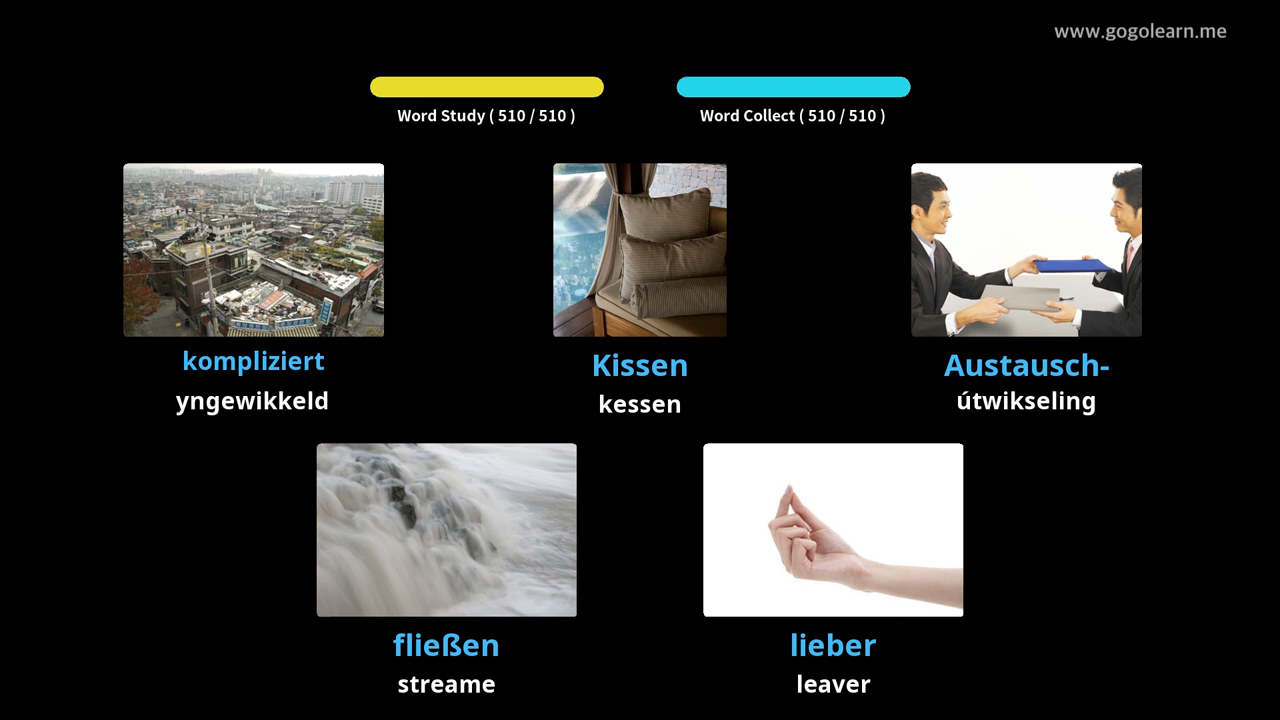 www.gogolearn.me
Word Study ( 510 / 510 )
Word Collect ( 510 / 510 )
kompliziert
yngewikkeld
Kissen
kessen
Austausch-
útwikseling
fließen
streame
lieber
leaver